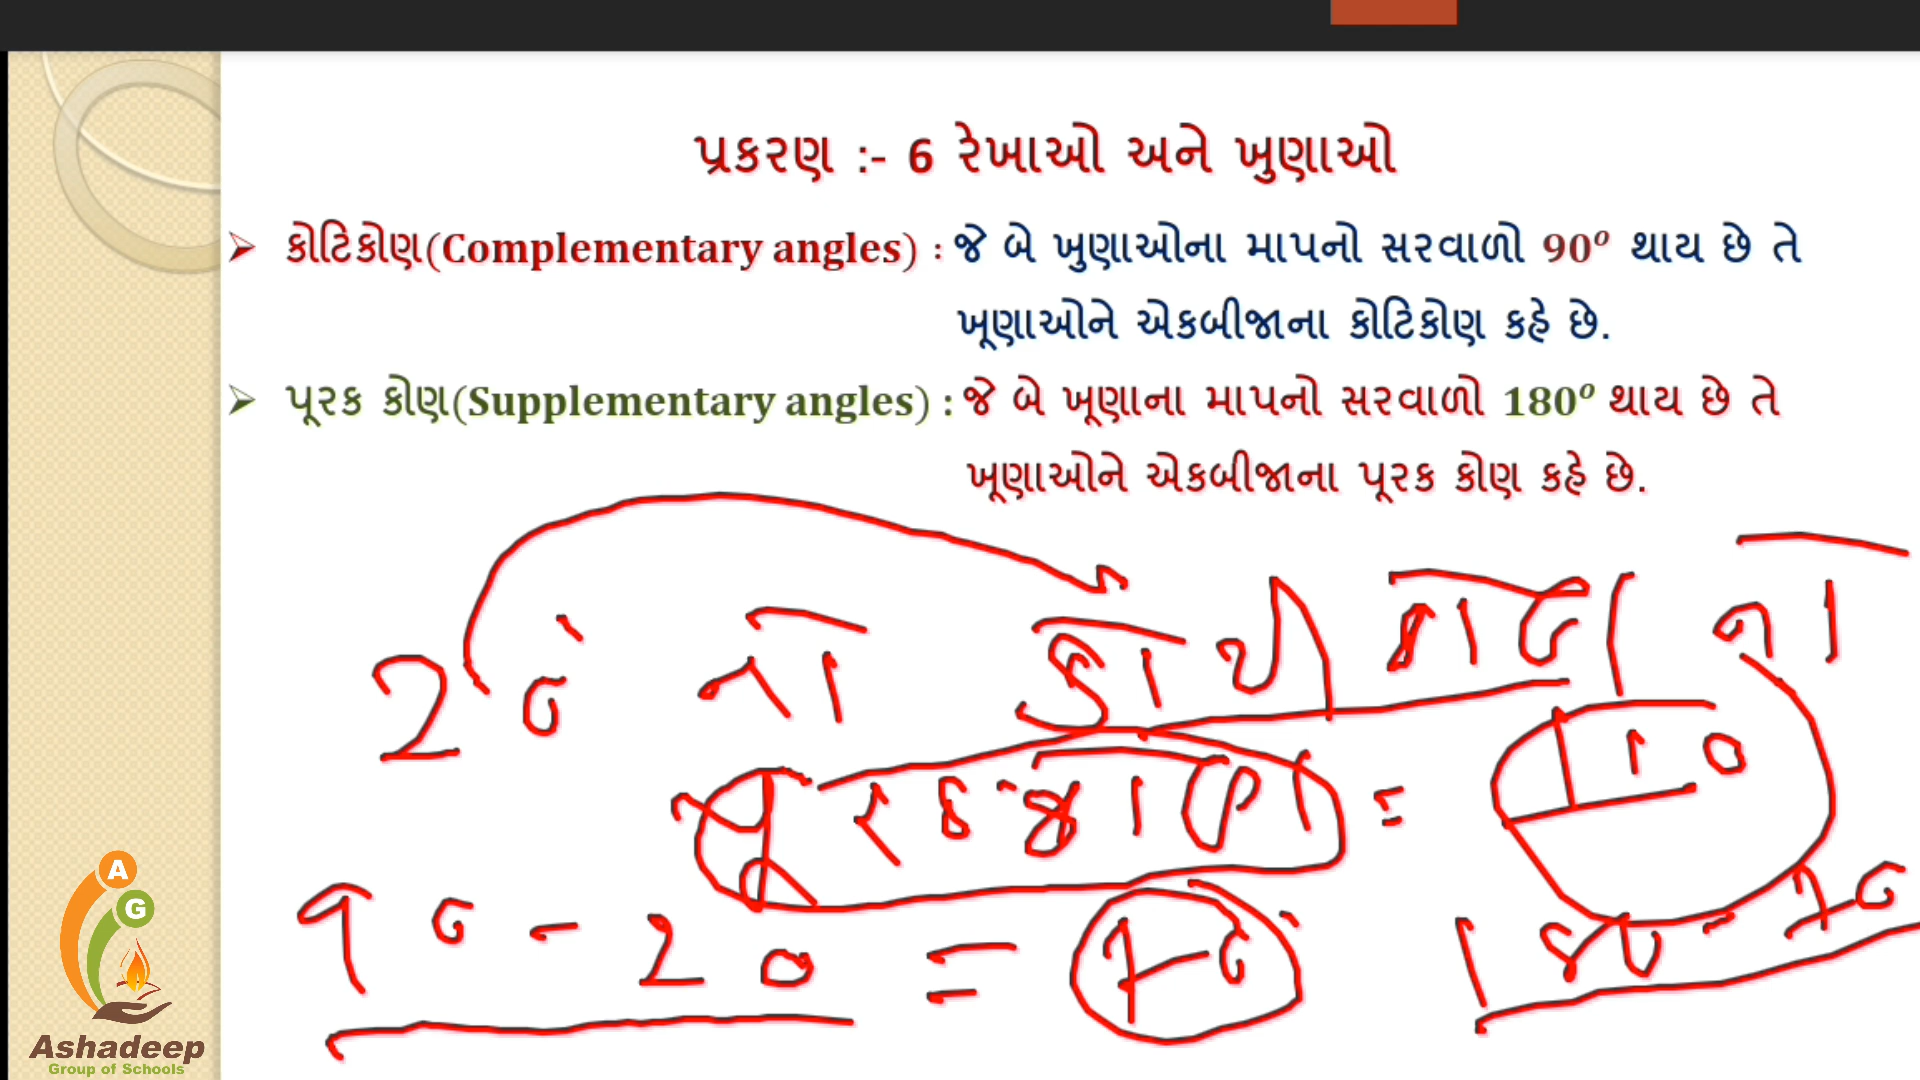 પ્રકરણ :- 6 રેખાઓ અને ખુણાઓ
➢ કોટિકોણ(Complementary angles) : જે બે ખુણાઓના માપનો સરવાળો 90° થાય છે તે
ખૂણાઓને એકબીજાના કોટિકોણ કહે છે.
➢ પૂરક કોણ(Supplementary angles) : જે બે ખૂણાના માપનો સરવાળો 180° થાય છે તે
ખૂણાઓને એકબીજાના પૂરક કોણ કહે છે.
20° ના
= 110
90 - 20 = 70° 180 - 70
A
G
Ashadeep
Group of Schools